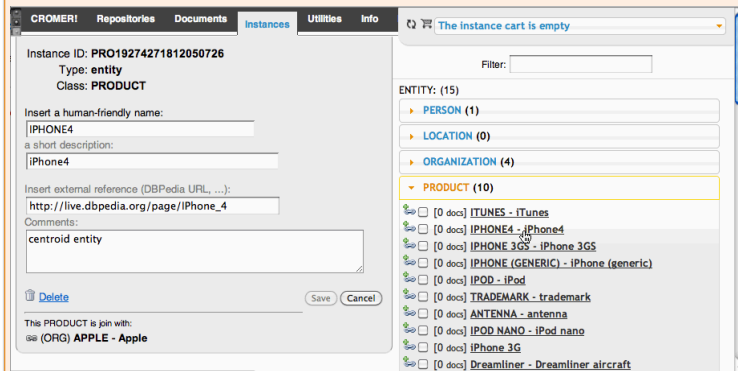 CROMER! Repositories Documents Instances Utilities Info
Instance ID: PRO19274271812050726
Type: entity
Class: PRODUCT
Insert a human-friendly name:
IPHONE4
a short description:
iPhone4
Insert external reference (DBPedia URL, ...):
http://live.dbpedia.org/page/IPhone_4
Comments:
centroid entity
Delete
Save Cancel
This PRODUCT is join with:
(ORG) APPLE - Apple
The instance cart is empty
Filter:
ENTITY: (15)
PERSON (1)
LOCATION (0)
ORGANIZATION (4)
PRODUCT (10)
[0 docs] ITUNES - iTunes
[0 docs] IPHONE4 - iPhone4
[0 docs] IPHONE 3GS - iPhone 3GS
[0 docs] IPHONE (GENERIC) - iPhone (generic)
[0 docs] IPOD - iPod
[0 docs] TRADEMARK - trademark
[0 docs] ANTENNA - antenna
[0 docs] IPOD NANO - iPod nano
[0 docs] iPhone 3G
[0 docs] Dreamliner - Dreamliner aircraft